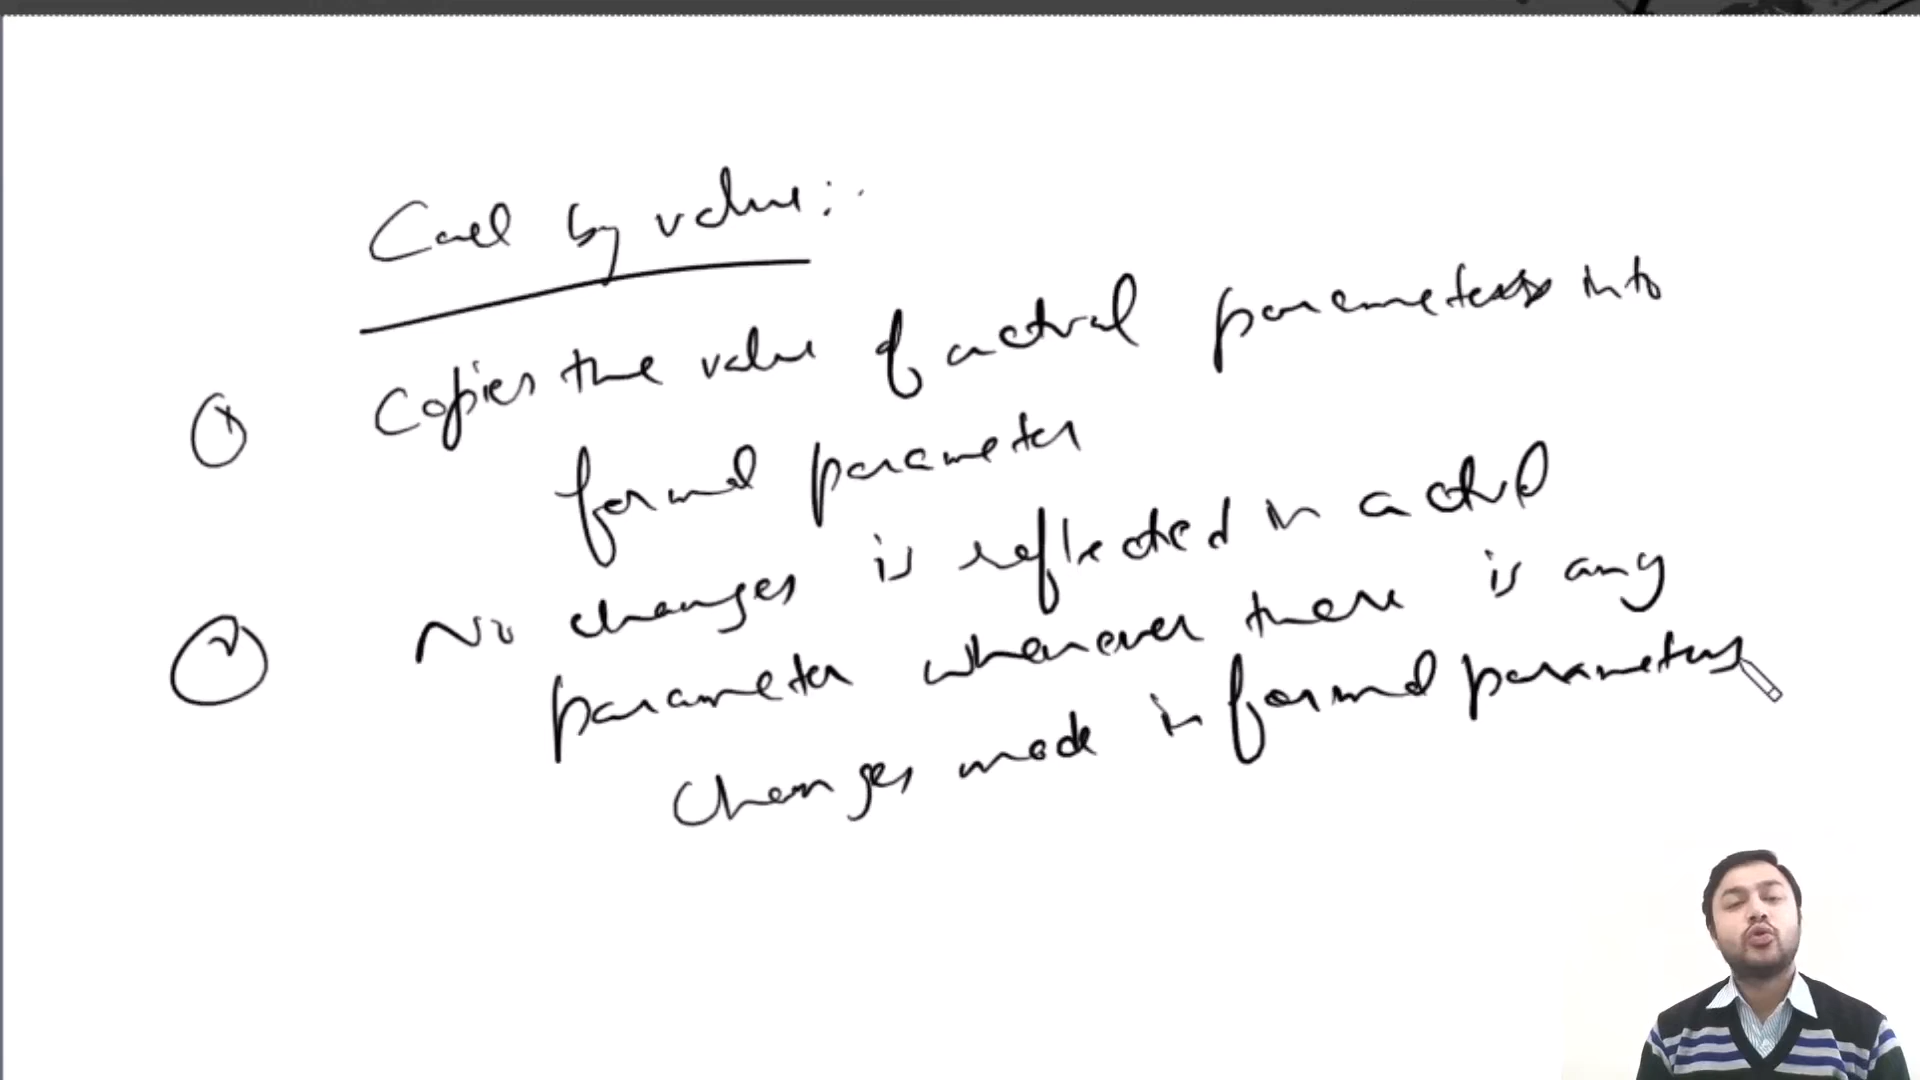 Call by value:-
① Copies the value of actual parameters into
formal parameter
② No changes is reflected in actual
parameter whenever there is any
changes made in formal parameters